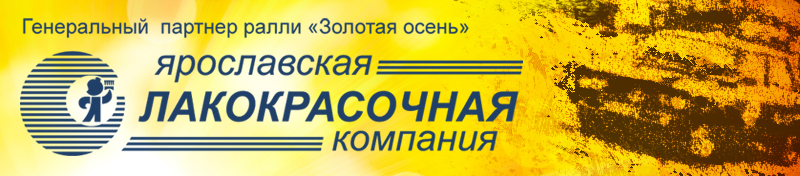 Генеральный партнер ралли «Золотая осень»
ярославская
ЛАКОКРАСОЧНАЯ
компания